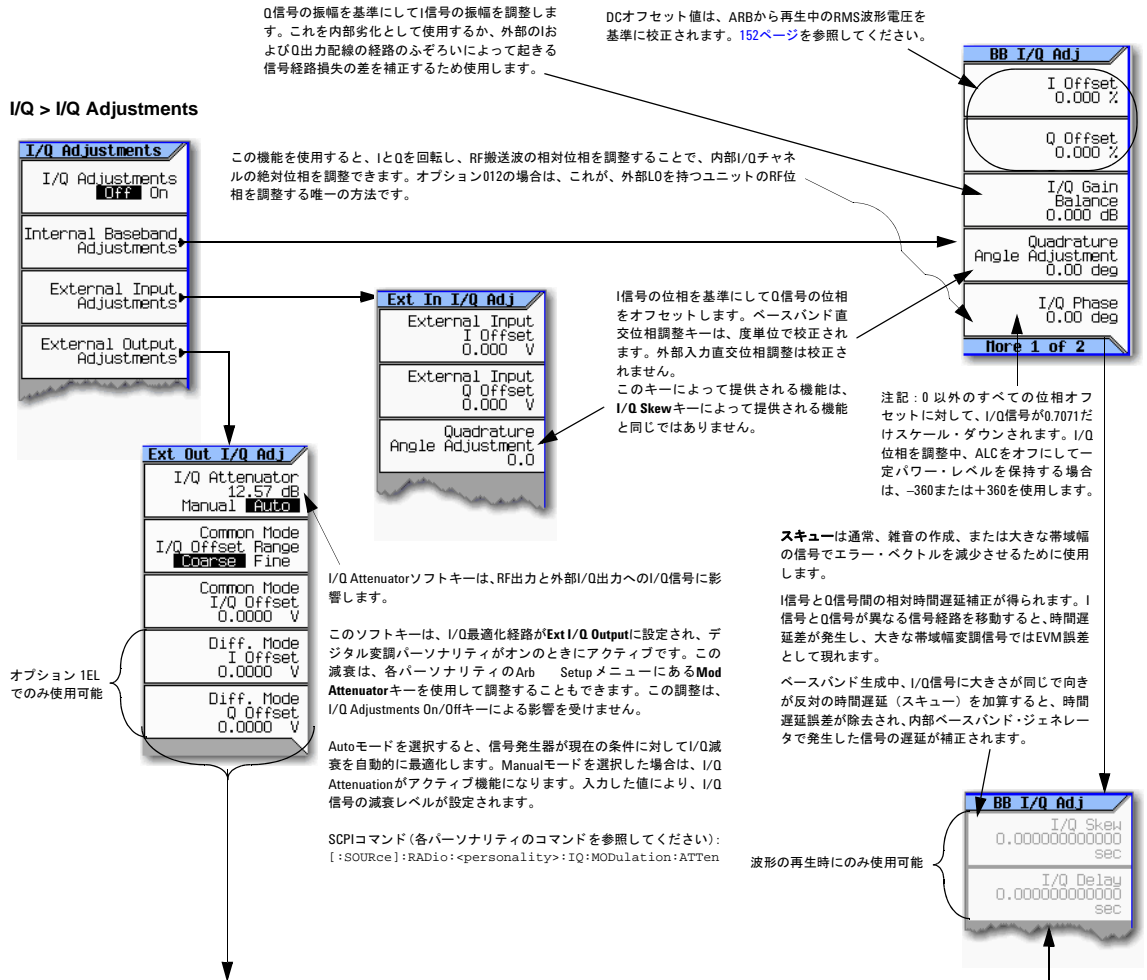 Q信号の振幅を基準にしてI信号の振幅を調整しま
す。これを内部劣化として使用するか、外部のIお
よびQ出力配線の経路のふぞろいによって起きる
信号経路損失の差を補正するため使用します。
DCオフセット値は、ARBから再生中のRMS波形電圧を
基準に校正されます。152ページを参照してください。
I/Q > I/Q Adjustments
I/Q Adjustments
I/Q Adjustments
Off On
Internal Baseband
Adjustments
External Input
Adjustments
External Output
Adjustments
この機能を使用すると、IとQを回転し、RF搬送波の相対位相を調整することで、内部I/Qチャネ
ルの絶対位相を調整できます。オプション012の場合は、これが、外部LOを持つユニットのRF位
相を調整する唯一の方法です。
BB I/Q Adj
I Offset
0.000 %
Q Offset
0.000 %
I/Q Gain
Balance
0.000 dB
Quadrature
Angle Adjustment
0.00 deg
I/Q Phase
0.00 deg
More 1 of 2
Ext In I/Q Adj
External Input
I Offset
0.000 V
External Input
Q Offset
0.000 V
Quadrature
Angle Adjustment
0.0
I信号の位相を基準にしてQ信号の位相
をオフセットします。ベースバンド直
交位相調整キーは、度単位で校正され
ます。外部入力直交位相調整は校正さ
れません。
このキーによって提供される機能は、
I/Q Skewキーによって提供される機能
と同じではありません。
注記：0 以外のすべての位相オフ
セットに対して、I/Q信号が0.7071だ
けスケール・ダウンされます。I/Q
位相を調整中、ALCをオフにして一
定パワー・レベルを保持する場合
は、–360または＋360を使用します。
Ext Out I/Q Adj
I/Q Attenuator
12.57 dB
Manual Auto
Common Mode
I/Q Offset Range
Coarse Fine
Common Mode
I/Q Offset
0.0000 V
Diff. Mode
I Offset
0.0000 V
Diff. Mode
Q Offset
0.0000 V
オプション 1EL
でのみ使用可能
I/Q Attenuatorソフトキーは、RF出力と外部I/Q出力へのI/Q信号に影
響します。
このソフトキーは、I/Q最適化経路がExt I/Q Outputに設定され、デ
ジタル変調パーソナリティがオンのときにアクティブです。この
減衰は、各パーソナリティのArb Setup メニューにあるMod
Attenuatorキーを使用して調整することもできます。この調整は、
I/Q Adjustments On/Offキーによる影響を受けません。
Autoモードを選択すると、信号発生器が現在の条件に対してI/Q減
衰を自動的に最適化します。Manualモードを選択した場合は、I/Q
Attenuationがアクティブ機能になります。入力した値により、I/Q
信号の減衰レベルが設定されます。
SCPIコマンド（各パーソナリティのコマンドを参照してください）:
[:SOURce]:RADio:<personality>:IQ:MODulation:ATTen
スキューは通常、雑音の作成、または大きな帯域幅
の信号でエラー・ベクトルを減少させるために使用
します。
I信号とQ信号間の相対時間遅延補正が得られます。I
信号とQ信号が異なる信号経路を移動すると、時間遅
延差が発生し、大きな帯域幅変調信号ではEVM誤差
として現れます。
ベースバンド生成中、I/Q信号に大きさが同じで向き
が反対の時間遅延（スキュー）を加算すると、時間
遅延誤差が除去され、内部ベースバンド・ジェネレー
タで発生した信号の遅延が補正されます。
BB I/Q Adj
I/Q Skew
0.000000000000
sec
I/Q Delay
0.000000000000
sec
波形の再生時にのみ使用可能